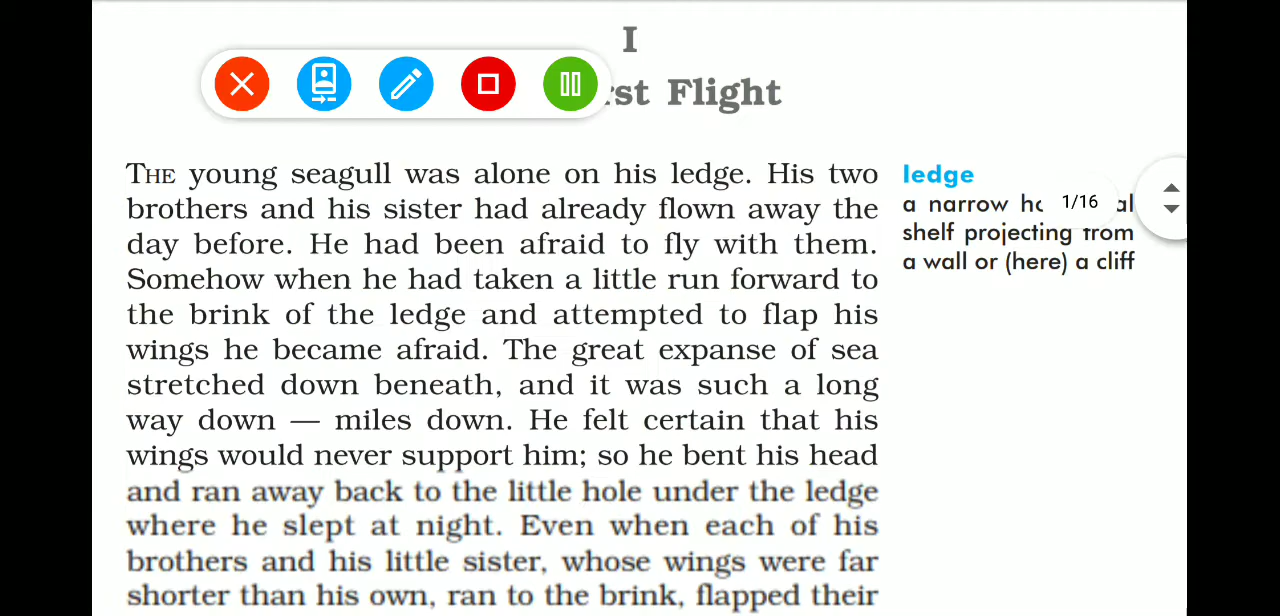 I
Flight
THE young seagull was alone on his ledge. His two
brothers and his sister had already flown away the
day before. He had been afraid to fly with them.
Somehow when he had taken a little run forward to
the brink of the ledge and attempted to flap his
wings he became afraid. The great expanse of sea
stretched down beneath, and it was such a long
way down — miles down. He felt certain that his
wings would never support him; so he bent his head
and ran away back to the little hole under the ledge
where he slept at night. Even when each of his
brothers and his little sister, whose wings were far
shorter than his own, ran to the brink, flapped their
ledge
a narrow
shelf projecting from
a wall or (here) a cliff
1/16